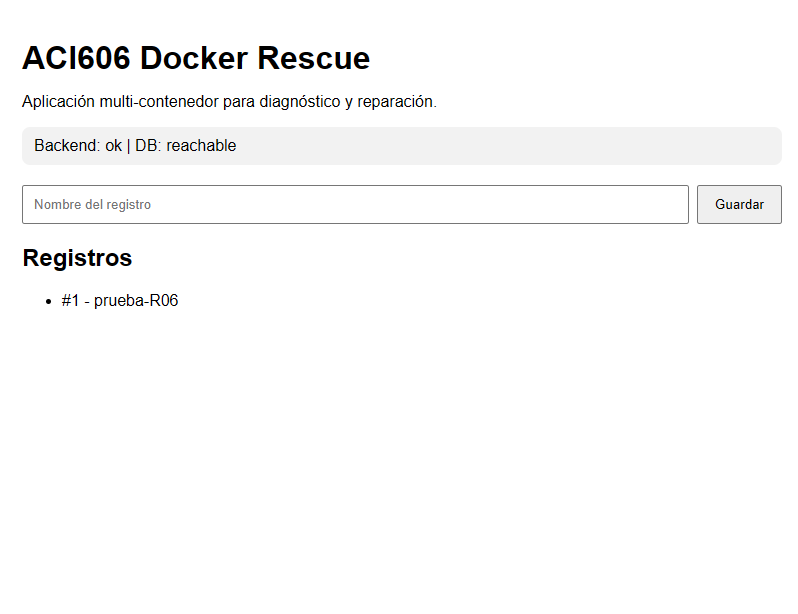 ACI606 Docker Rescue
Aplicación multi-contenedor para diagnóstico y reparación.
Backend: ok | DB: reachable
Nombre del registro
Guardar
Registros
• #1 - prueba-R06